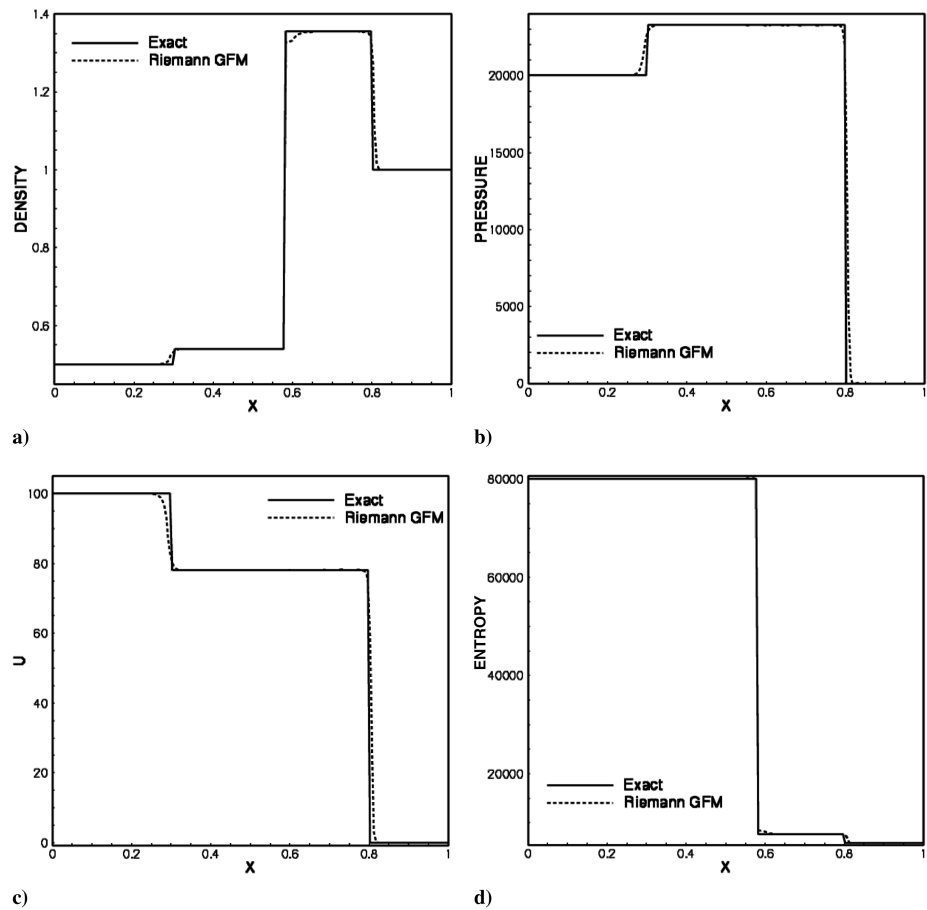 1.4
1.2
1
0.8
0.6
DENSITY
Exact
Riemann GFM
0 0.2 0.4 0.6 0.8 1
X
a)
20000
15000
10000
5000
0
PRESSURE
Exact
Riemann GFM
0 0.2 0.4 0.6 0.8 1
X
b)
100
80
60
40
20
0
U
Exact
Riemann GFM
0 0.2 0.4 0.6 0.8 1
X
c)
80000
60000
40000
20000
ENTROPY
Exact
Riemann GFM
0 0.2 0.4 0.6 0.8 1
X
d)